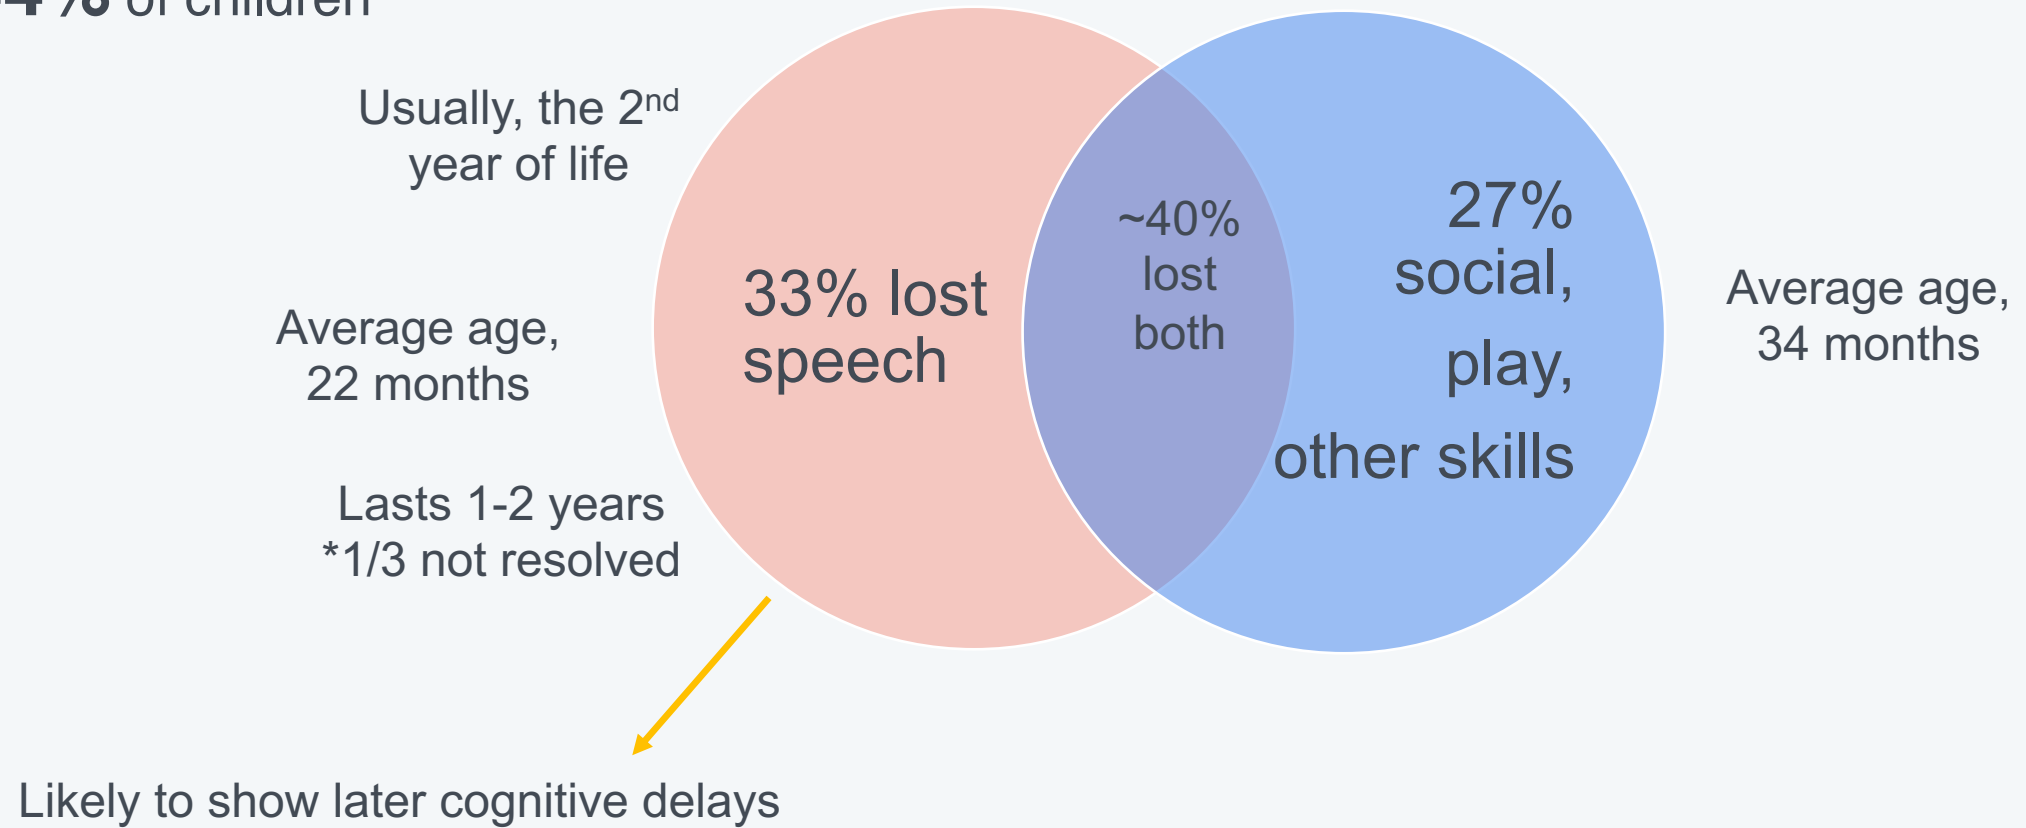 % of children
Usually, the 2nd
year of life
Average age,
22 months
Lasts 1-2 years
*1/3 not resolved
33% lost
speech
~40%
lost
both
27%
social,
play,
other skills
Average age,
34 months
Likely to show later cognitive delays